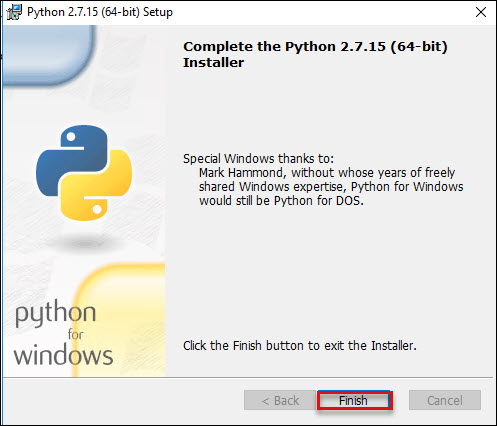 Python 2.7.15 (64-bit) Setup
Complete the Python 2.7.15 (64-bit)
Installer
Special Windows thanks to:
Mark Hammond, without whose years of freely
shared Windows expertise, Python for Windows
would still be Python for DOS.
python
for
windows
Click the Finish button to exit the Installer.
< Back
Finish
Cancel